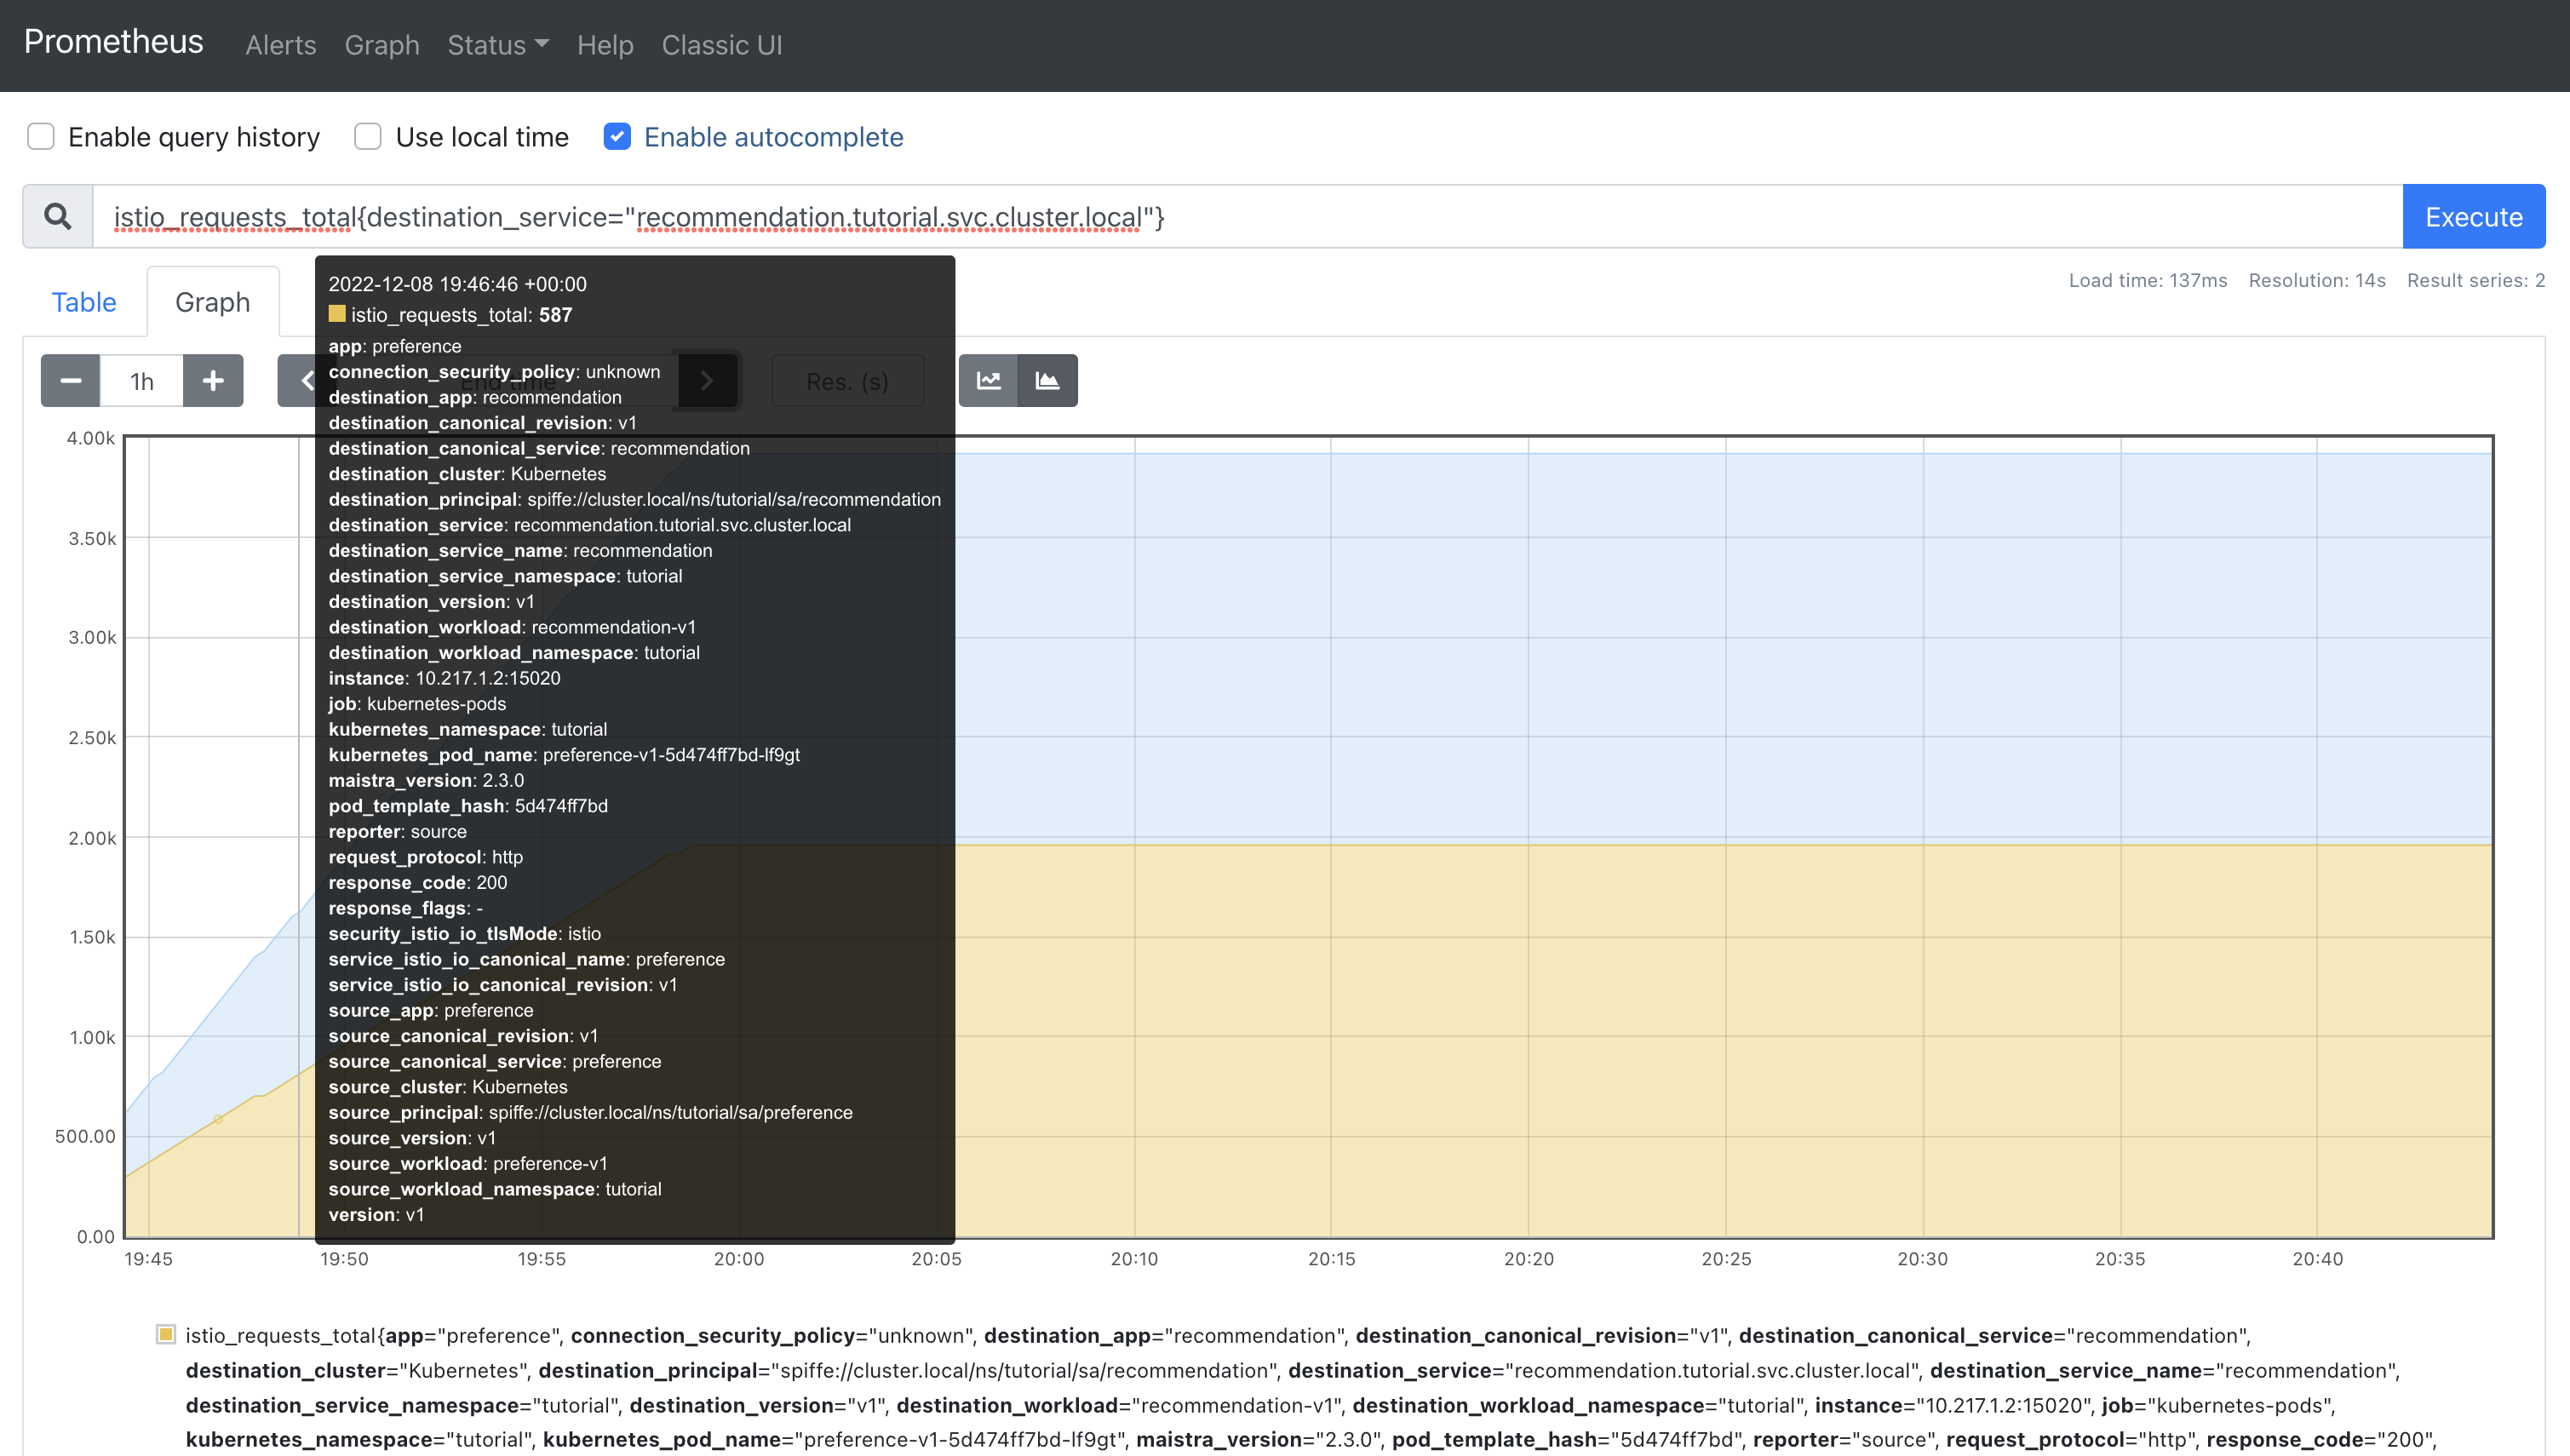 Prometheus Alerts Graph Status Help Classic UI
Enable query history Use local time Enable autocomplete
istio_requests_total{destination_service="recommendation.tutorial.svc.cluster.local"} Execute
Table Graph
Load time: 137ms Resolution: 14s Result series: 2
1h End time Res. (s)
2022-12-08 19:46:46 +00:00
istio_requests_total: 587
app: preference
connection_security_policy: unknown
destination_app: recommendation
destination_canonical_revision: v1
destination_canonical_service: recommendation
destination_cluster: Kubernetes
destination_principal: spiffe://cluster.local/ns/tutorial/sa/recommendation
destination_service: recommendation.tutorial.svc.cluster.local
destination_service_name: recommendation
destination_service_namespace: tutorial
destination_version: v1
destination_workload: recommendation-v1
destination_workload_namespace: tutorial
instance: 10.217.1.2:15020
job: kubernetes-pods
kubernetes_namespace: tutorial
kubernetes_pod_name: preference-v1-5d474ff7bd-lf9gt
maistra_version: 2.3.0
pod_template_hash: 5d474ff7bd
reporter: source
request_protocol: http
response_code: 200
response_flags: -
security_istio_io_tlsMode: istio
service_istio_io_canonical_name: preference
service_istio_io_canonical_revision: v1
source_app: preference
source_canonical_revision: v1
source_canonical_service: preference
source_cluster: Kubernetes
source_principal: spiffe://cluster.local/ns/tutorial/sa/preference
source_version: v1
source_workload: preference-v1
source_workload_namespace: tutorial
version: v1
4.00k
3.50k
3.00k
2.50k
2.00k
1.50k
1.00k
500.00
0.00
19:45 19:50 19:55 20:00 20:05 20:10 20:15 20:20 20:25 20:30 20:35 20:40
istio_requests_total{app="preference", connection_security_policy="unknown", destination_app="recommendation", destination_canonical_revision="v1", destination_canonical_service="recommendation",
destination_cluster="Kubernetes", destination_principal="spiffe://cluster.local/ns/tutorial/sa/recommendation", destination_service="recommendation.tutorial.svc.cluster.local", destination_service_name="recommendation",
destination_service_namespace="tutorial", destination_version="v1", destination_workload="recommendation-v1", destination_workload_namespace="tutorial", instance="10.217.1.2:15020", job="kubernetes-pods",
kubernetes_namespace="tutorial", kubernetes_pod_name="preference-v1-5d474ff7bd-lf9gt", maistra_version="2.3.0", pod_template_hash="5d474ff7bd", reporter="source", request_protocol="http", response_code="200",